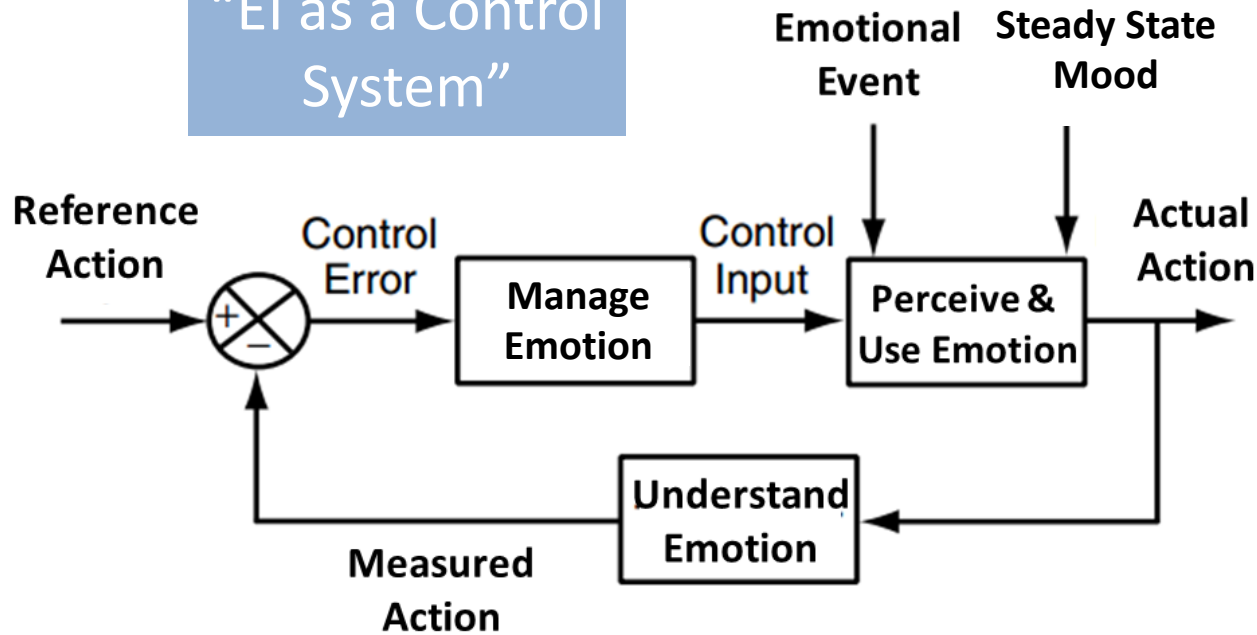 "EI as a Control
System"
Emotional
Event
Steady State
Mood
Reference
Action
Control
Error
Control
Input
Actual
Action
+
−
Manage
Emotion
Perceive &
Use Emotion
Understand
Emotion
Measured
Action